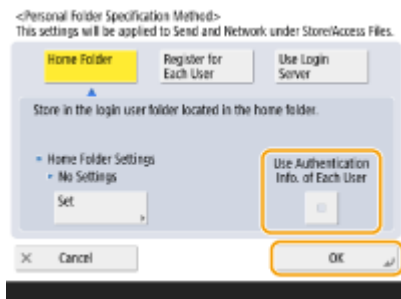 <Personal Folder Specification Method>
This settings will be applied to Send and Network under Store/Access Files.
Home Folder
Register for
Each User
Use Login
Server
Store in the login user folder located in the home folder.
Home Folder Settings
No Settings
Set
Use Authentication
Info. of Each User
Cancel
OK